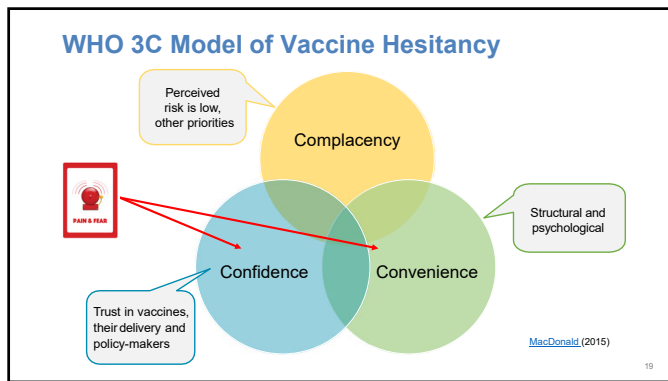 WHO 3C Model of Vaccine Hesitancy
Perceived
risk is low,
other priorities
Complacency
PAIN & FEAR
Structural and
psychological
Confidence
Convenience
Trust in vaccines,
their delivery and
policy-makers
MacDonald (2015)
19